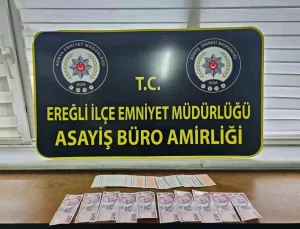 T.C.
EREĞLİ İLÇE EMNİYET MÜDÜRLÜĞÜ
ASAYİŞ BÜRO AMİRLİĞİ